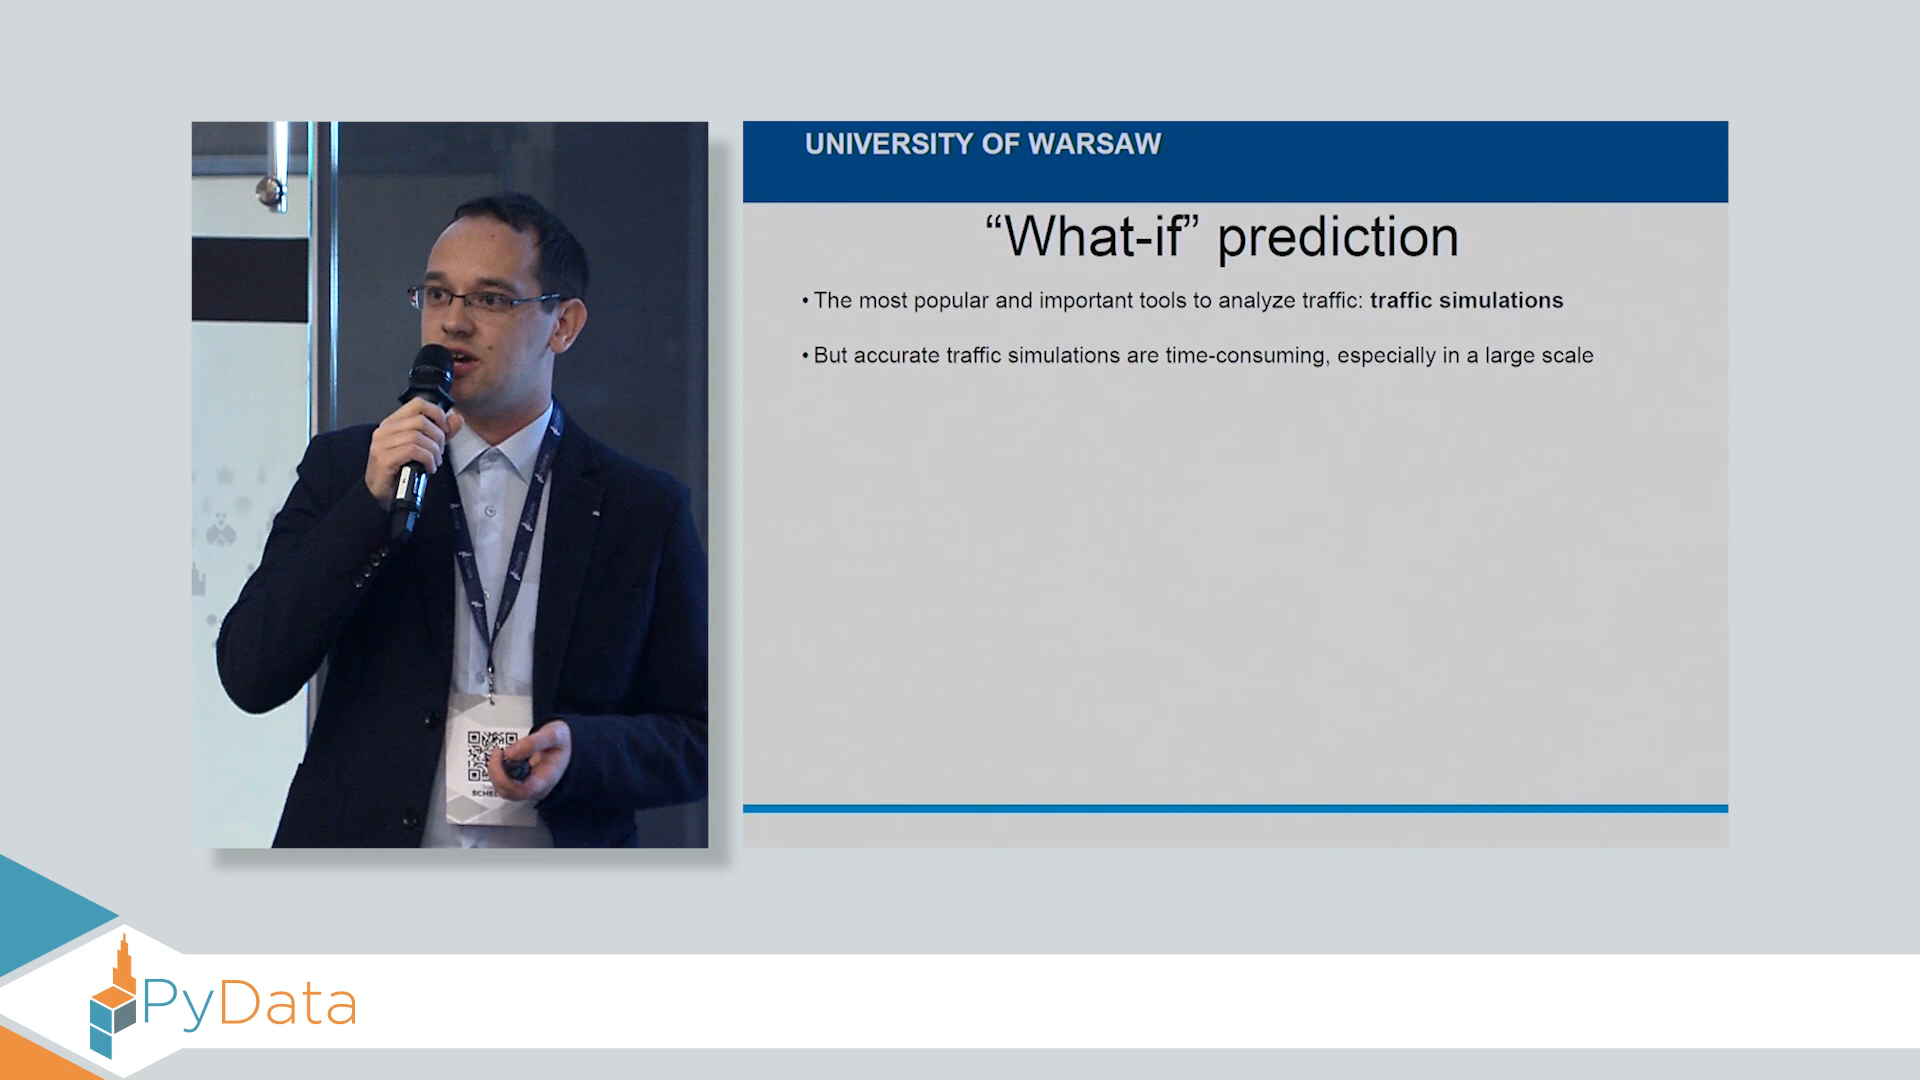 UNIVERSITY OF WARSAW
“What-if” prediction
• The most popular and important tools to analyze traffic: traffic simulations
• But accurate traffic simulations are time-consuming, especially in a large scale
PyData